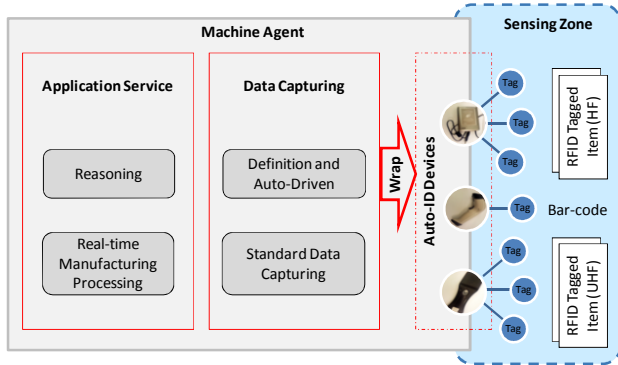 Machine Agent
Sensing Zone
Application Service
Reasoning
Real-time
Manufacturing
Processing
Data Capturing
Definition and
Auto-Driven
Standard Data
Capturing
Wrap
Auto-ID Devices
Tag
Tag
Tag
RFID Tagged
Item (HF)
Tag
Bar-code
Tag
Tag
Tag
RFID Tagged
Item (UHF)